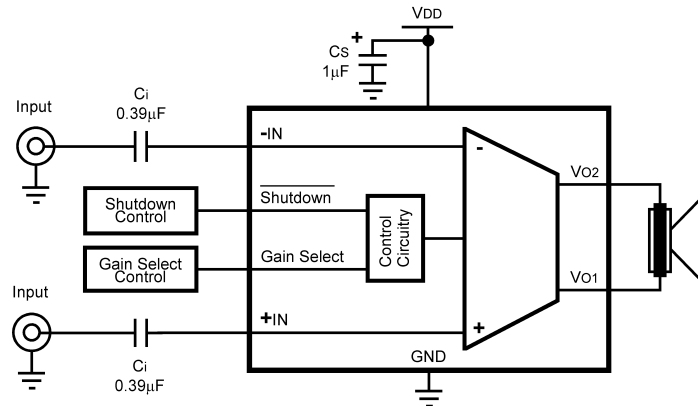 VDD
+
CS
1µF
Ci
0.39µF
Input
-IN
-
VO2
Shutdown
Control
Shutdown
Control
Circuitry
Gain Select
Control
Gain Select
VO1
Input
+IN
+
Ci
0.39µF
GND